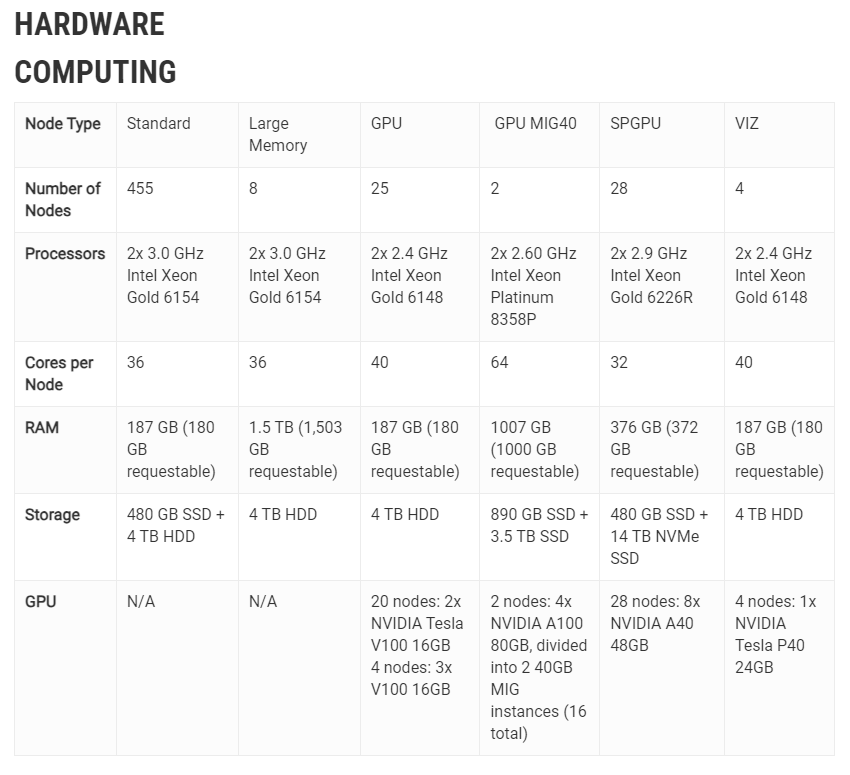 HARDWARE
COMPUTING
Node Type Standard Large Memory GPU GPU MIG40 SPGPU VIZ
Number of Nodes 455 8 25 2 28 4
Processors 2x 3.0 GHz Intel Xeon Gold 6154 2x 3.0 GHz Intel Xeon Gold 6154 2x 2.4 GHz Intel Xeon Gold 6148 2x 2.60 GHz Intel Xeon Platinum 8358P 2x 2.9 GHz Intel Xeon Gold 6226R 2x 2.4 GHz Intel Xeon Gold 6148
Cores per Node 36 36 40 64 32 40
RAM 187 GB (180 GB requestable) 1.5 TB (1,503 GB requestable) 187 GB (180 GB requestable) 1007 GB (1000 GB requestable) 376 GB (372 GB requestable) 187 GB (180 GB requestable)
Storage 480 GB SSD + 4 TB HDD 4 TB HDD 4 TB HDD 890 GB SSD + 3.5 TB SSD 480 GB SSD + 14 TB NVMe SSD 4 TB HDD
GPU N/A N/A 20 nodes: 2x NVIDIA Tesla V100 16GB 4 nodes: 3x V100 16GB 2 nodes: 4x NVIDIA A100 80GB, divided into 2 40GB MIG instances (16 total) 28 nodes: 8x NVIDIA A40 48GB 4 nodes: 1x NVIDIA Tesla P40 24GB